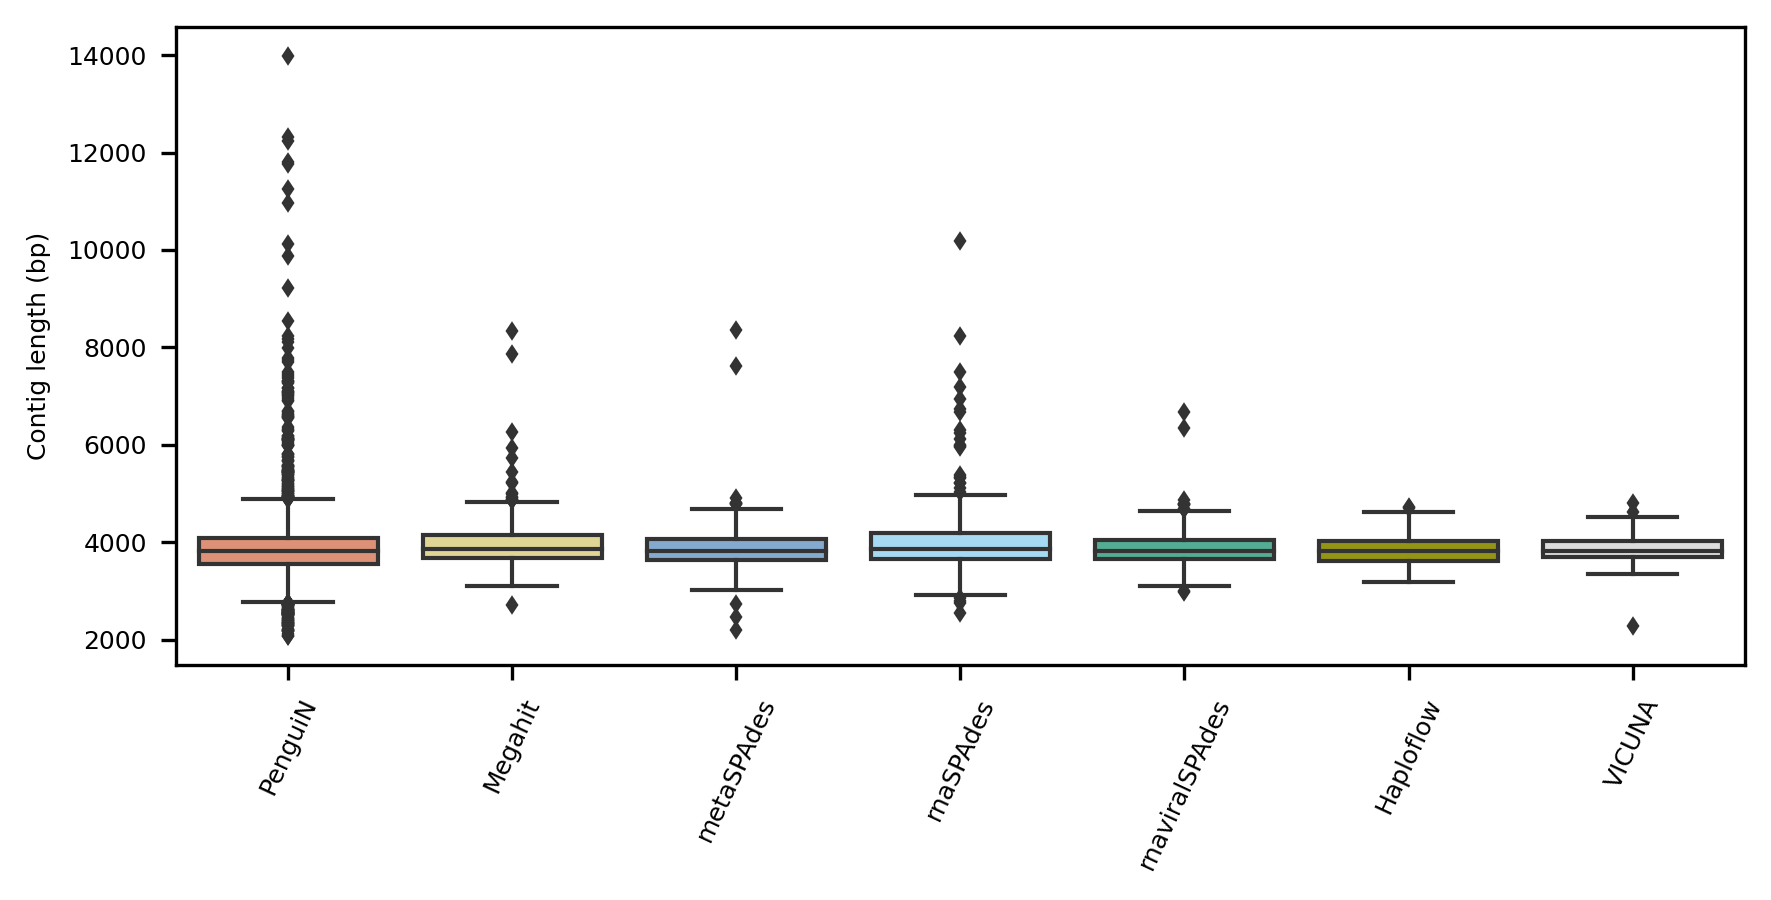 Contig length (bp)
14000
12000
10000
8000
6000
4000
2000
PenguiN
Megahit
metaSPAdes
rnaSPAdes
rnaviralSPAdes
Haploflow
VICUNA